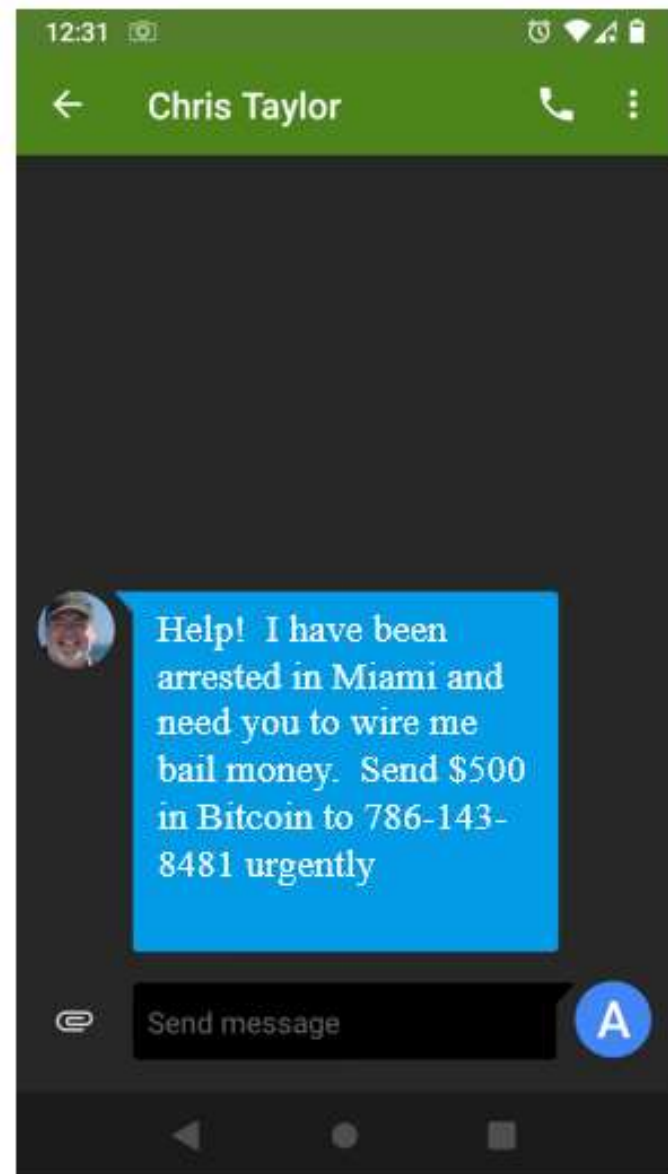 12:31
Chris Taylor
Help!  I have been
arrested in Miami and
need you to wire me
bail money.  Send $500
in Bitcoin to 786-143-
8481 urgently
Send message
A